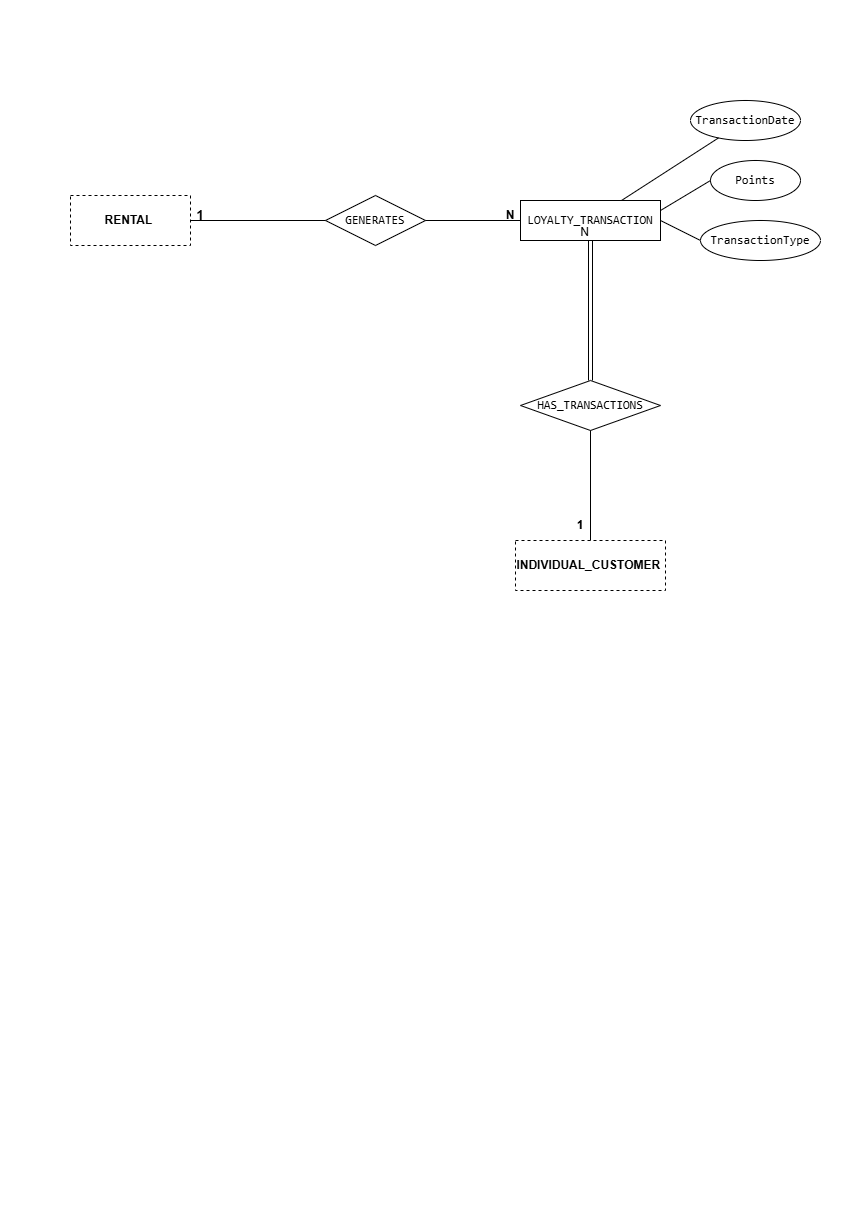 TransactionDate
Points
RENTAL
1
GENERATES
N
LOYALTY_TRANSACTION
N
TransactionType
HAS_TRANSACTIONS
1
INDIVIDUAL_CUSTOMER